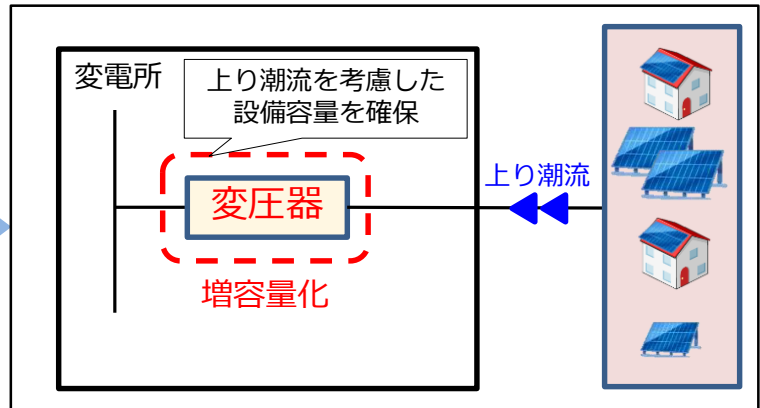 変電所
上り潮流を考慮した
設備容量を確保
変圧器
増容量化
上り潮流